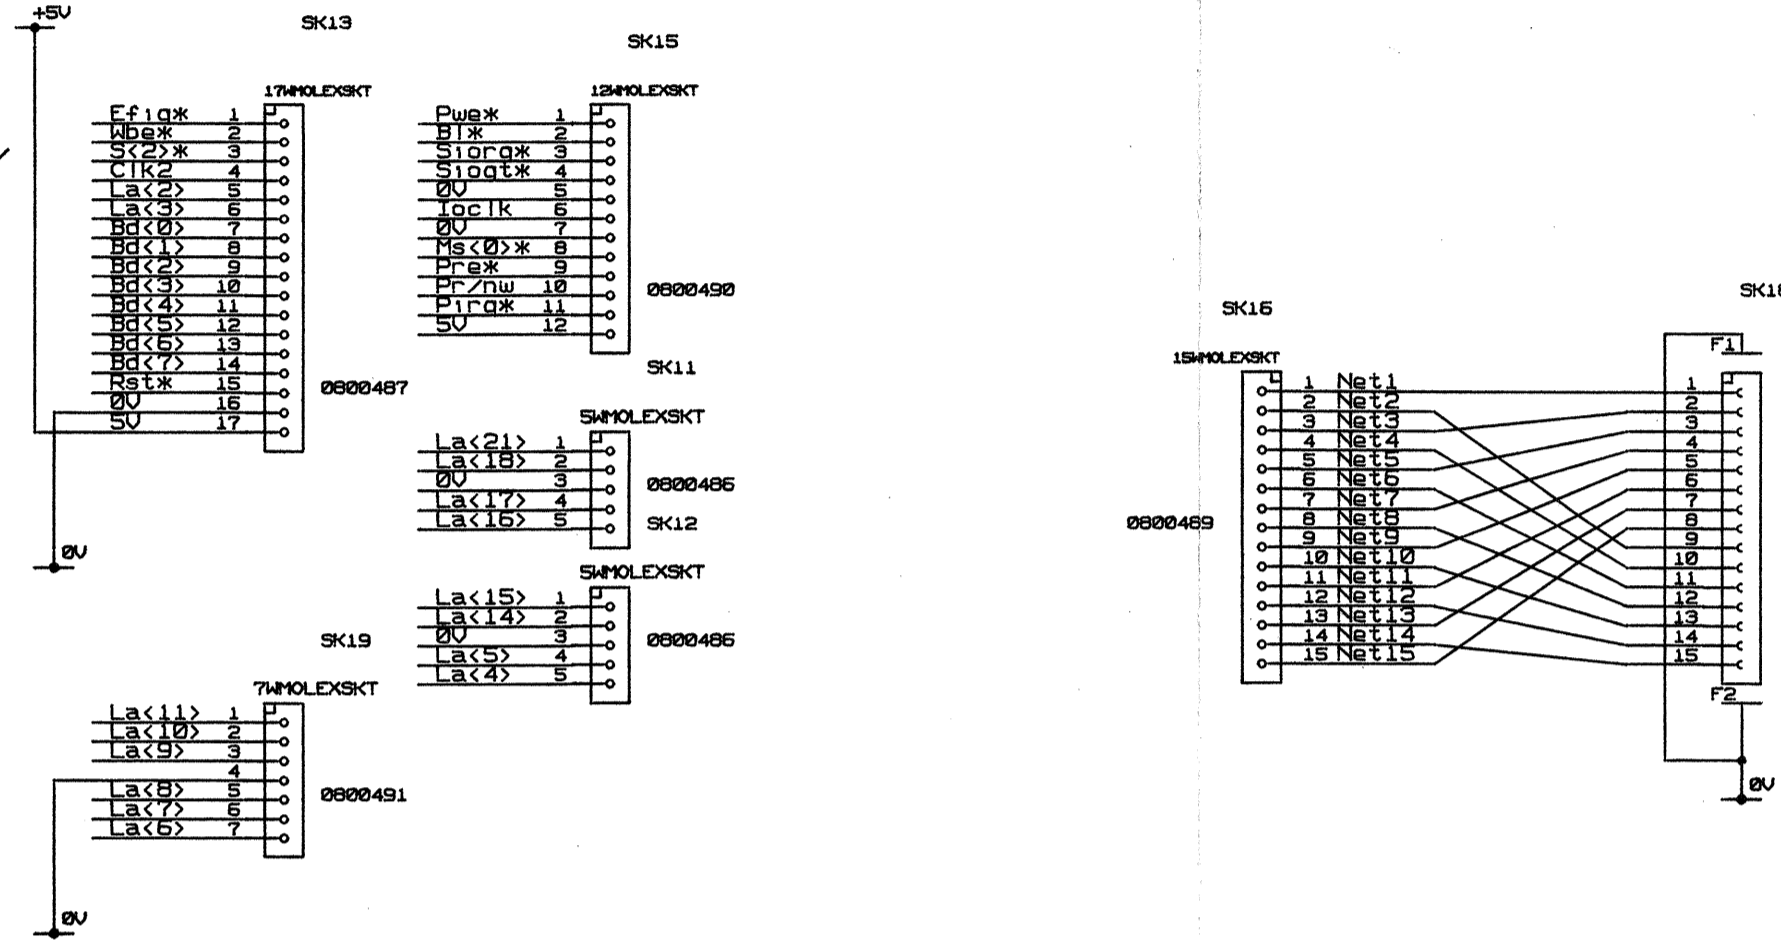 +5V
SK13
17WMOLEXSKT
Efiq* 1
Wbe* 2
S<2>* 3
Clk2 4
La<2> 5
La<3> 6
Bd<0> 7
Bd<1> 8
Bd<2> 9
Bd<3> 10
Bd<4> 11
Bd<5> 12
Bd<6> 13
Bd<7> 14
Rst* 15
0V 16
5V 17
0800487
0V
SK15
12WMOLEXSKT
Pwe* 1
Bl* 2
Siorq* 3
Siogt* 4
0V 5
Ioclk 6
0V 7
Ms<0>* 8
Pre* 9
Pr/nw 10
Pirq* 11
5V 12
0800490
SK11
5WMOLEXSKT
La<21> 1
La<18> 2
0V 3
La<17> 4
La<16> 5
0800486
SK12
5WMOLEXSKT
La<15> 1
La<14> 2
0V 3
La<5> 4
La<4> 5
0800486
SK19
7WMOLEXSKT
La<11> 1
La<10> 2
La<9> 3
4
La<8> 5
La<7> 6
La<6> 7
0800491
0V
SK16
15WMOLEXSKT
1 Net1
2 Net2
3 Net3
4 Net4
5 Net5
6 Net6
7 Net7
8 Net8
9 Net9
10 Net10
11 Net11
12 Net12
13 Net13
14 Net14
15 Net15
0800489
SK18
F1
1
2
3
4
5
6
7
8
9
10
11
12
13
14
15
F2
0V